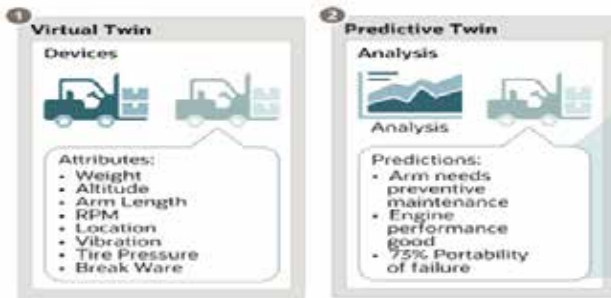 1
Virtual Twin
Devices
Attributes:
• Weight
• Altitude
• Arm Length
• RPM
• Location
• Vibration
• Tire Pressure
• Break Ware
2
Predictive Twin
Analysis
Analysis
Predictions:
• Arm needs
preventive
maintenance
• Engine
performance
good
• 73% Portability
of failure